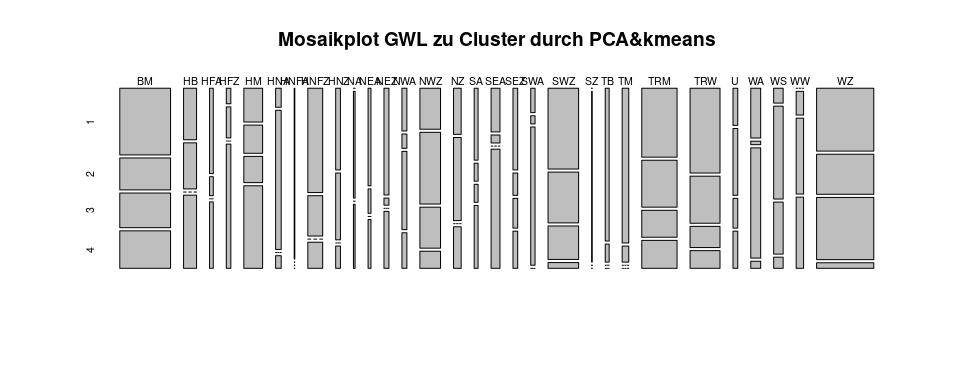 Mosaikplot GWL zu Cluster durch PCA&kmeans
BM HB HFA HFZ HM HNA HNFA HNFZ HNZ NA NEA NEZ NWA NWZ NZ SA SEA SEZ SWA SWZ SZ TB TM TRM TRW U WA WS WW WZ
1
2
3
4